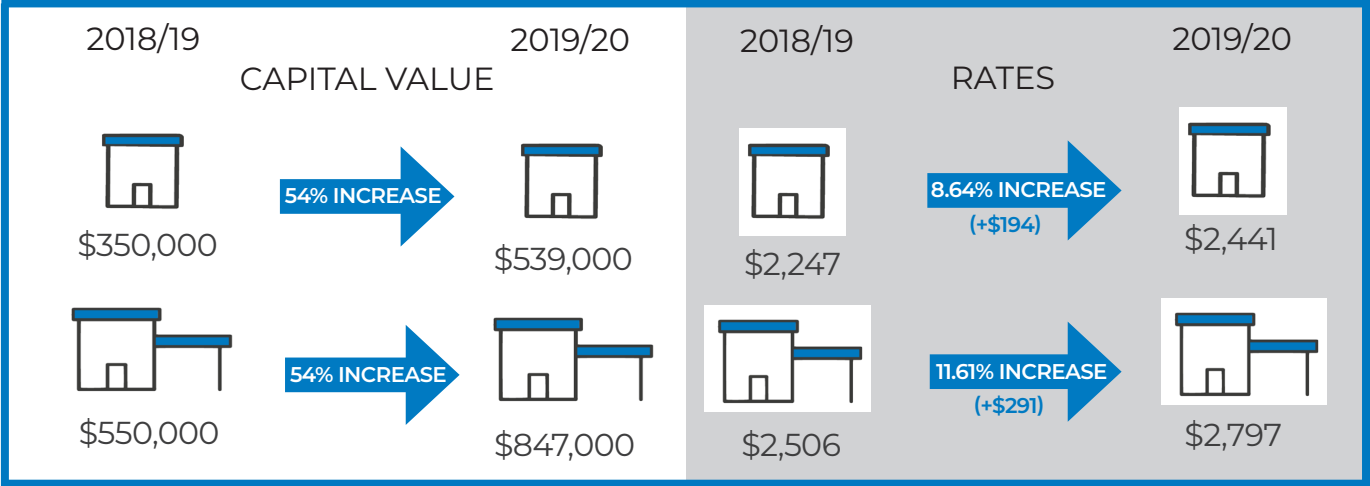 2018/19
2019/20
CAPITAL VALUE
54% INCREASE
$350,000
$539,000
54% INCREASE
$550,000
$847,000
2018/19
2019/20
RATES
8.64% INCREASE
(+$194)
$2,247
$2,441
11.61% INCREASE
(+$291)
$2,506
$2,797